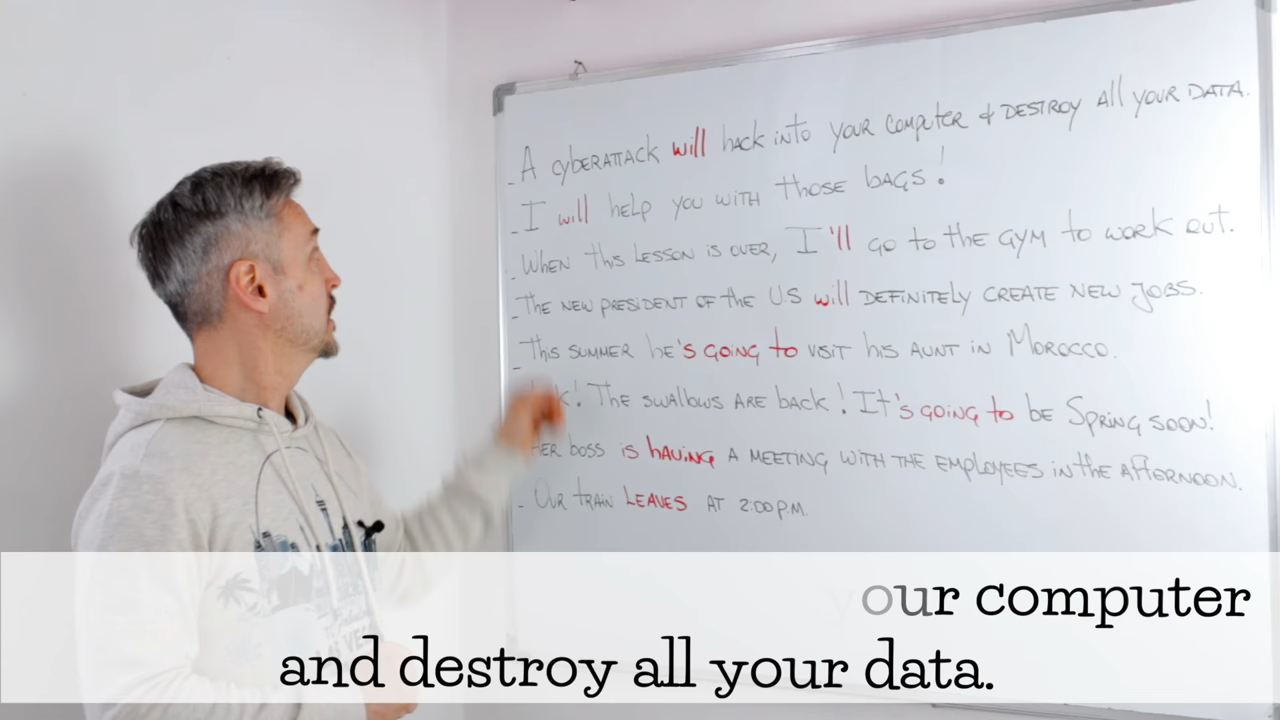 - A cyberattack will hack into your computer & destroy all your data.
- I will help you with those bags!
- When this lesson is over, I'll go to the gym to work out.
- The new president of the U.S will definitely create new jobs.
- This summer he's going to visit his aunt in Morocco.
k! The swallows are back! It's going to be Spring soon!
er boss is having a meeting with the employees in the afternoon.
- Our train leaves at 2:00 P.M.
our computer
and destroy all your data.